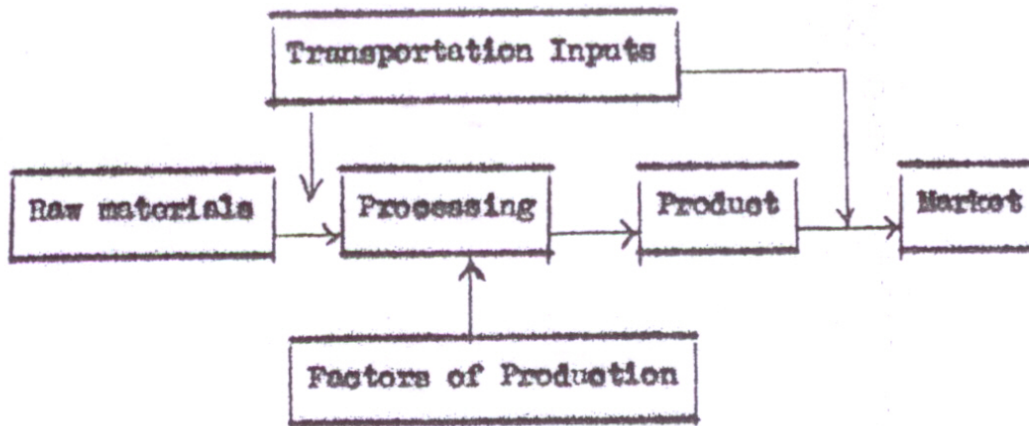 Transportation Inputs
Raw materials
Processing
Product
Market
Factors of Production